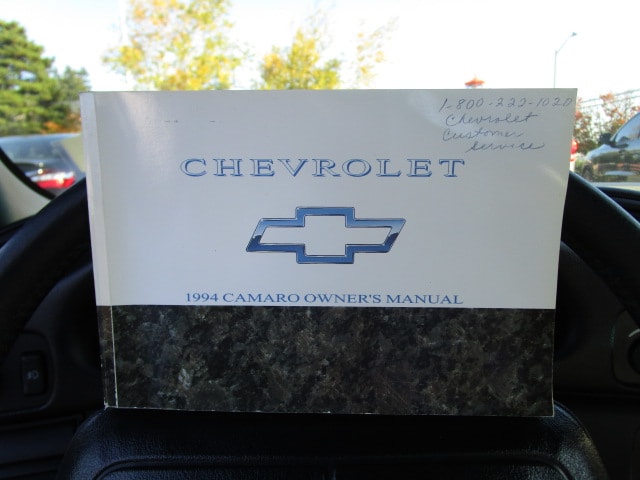 1-800-222-1020
Chevrolet
Customer
Service
CHEVROLET
1994 CAMARO OWNER'S MANUAL